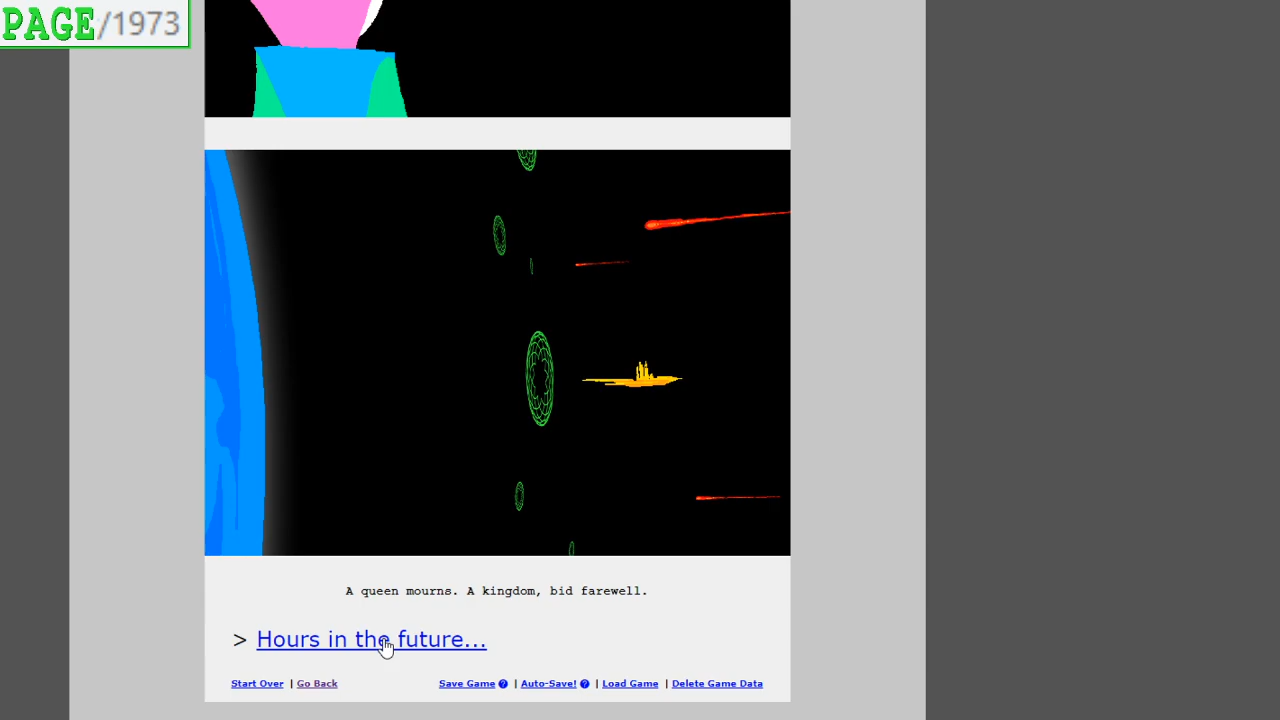 PAGE/1973
A queen mourns. A kingdom, bid farewell.
> Hours in the future...
Start Over | Go Back Save Game ? | Auto-Save! ? | Load Game | Delete Game Data